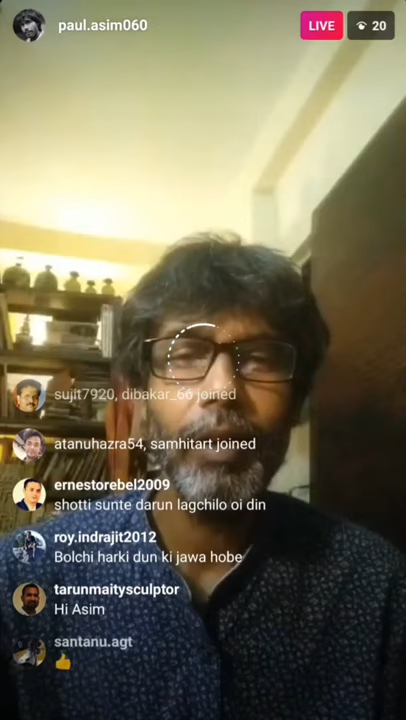 paul.asim060
LIVE
20
sujit7920, dibakar_66 joined
atanuhazra54, samhitart joined
ernestorebel2009
shotti sunte darun lagchilo oi din
roy.indrajit2012
Bolchi harki dun ki jawa hobe
tarunmaitysculptor
Hi Asim
santanu.agt
👍